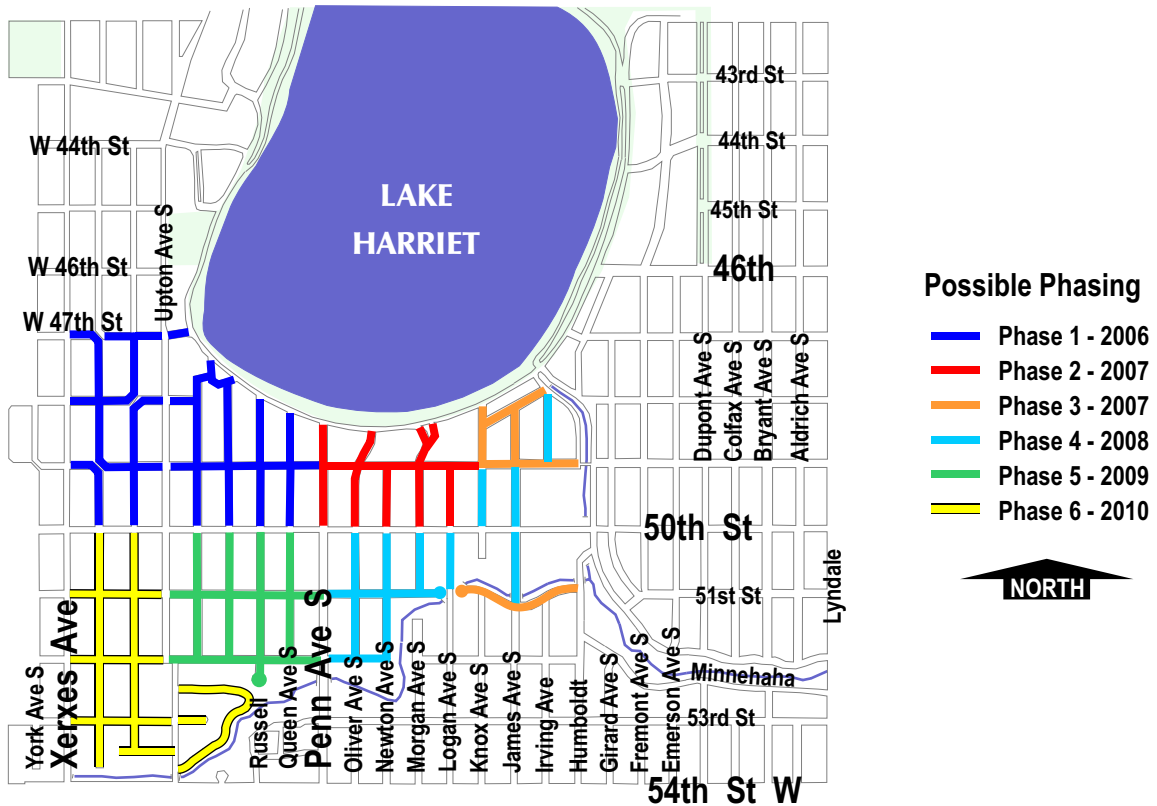 43rd St
W 44th St
44th St
LAKE
HARRIET
45th St
Upton Ave S
W 46th St
46th
W 47th St
Dupont Ave S
Colfax Ave S
Bryant Ave S
Aldrich Ave S
50th St
51st St
Lyndale
Minnehaha
York Ave S
Xerxes Ave
Russell
Queen Ave S
Penn Ave S
Oliver Ave S
Newton Ave S
Morgan Ave S
Logan Ave S
Knox Ave S
James Ave S
Irving Ave
Humboldt
Girard Ave S
Fremont Ave S
Emerson Ave S
53rd St
54th St W
Possible Phasing
Phase 1 - 2006
Phase 2 - 2007
Phase 3 - 2007
Phase 4 - 2008
Phase 5 - 2009
Phase 6 - 2010
NORTH